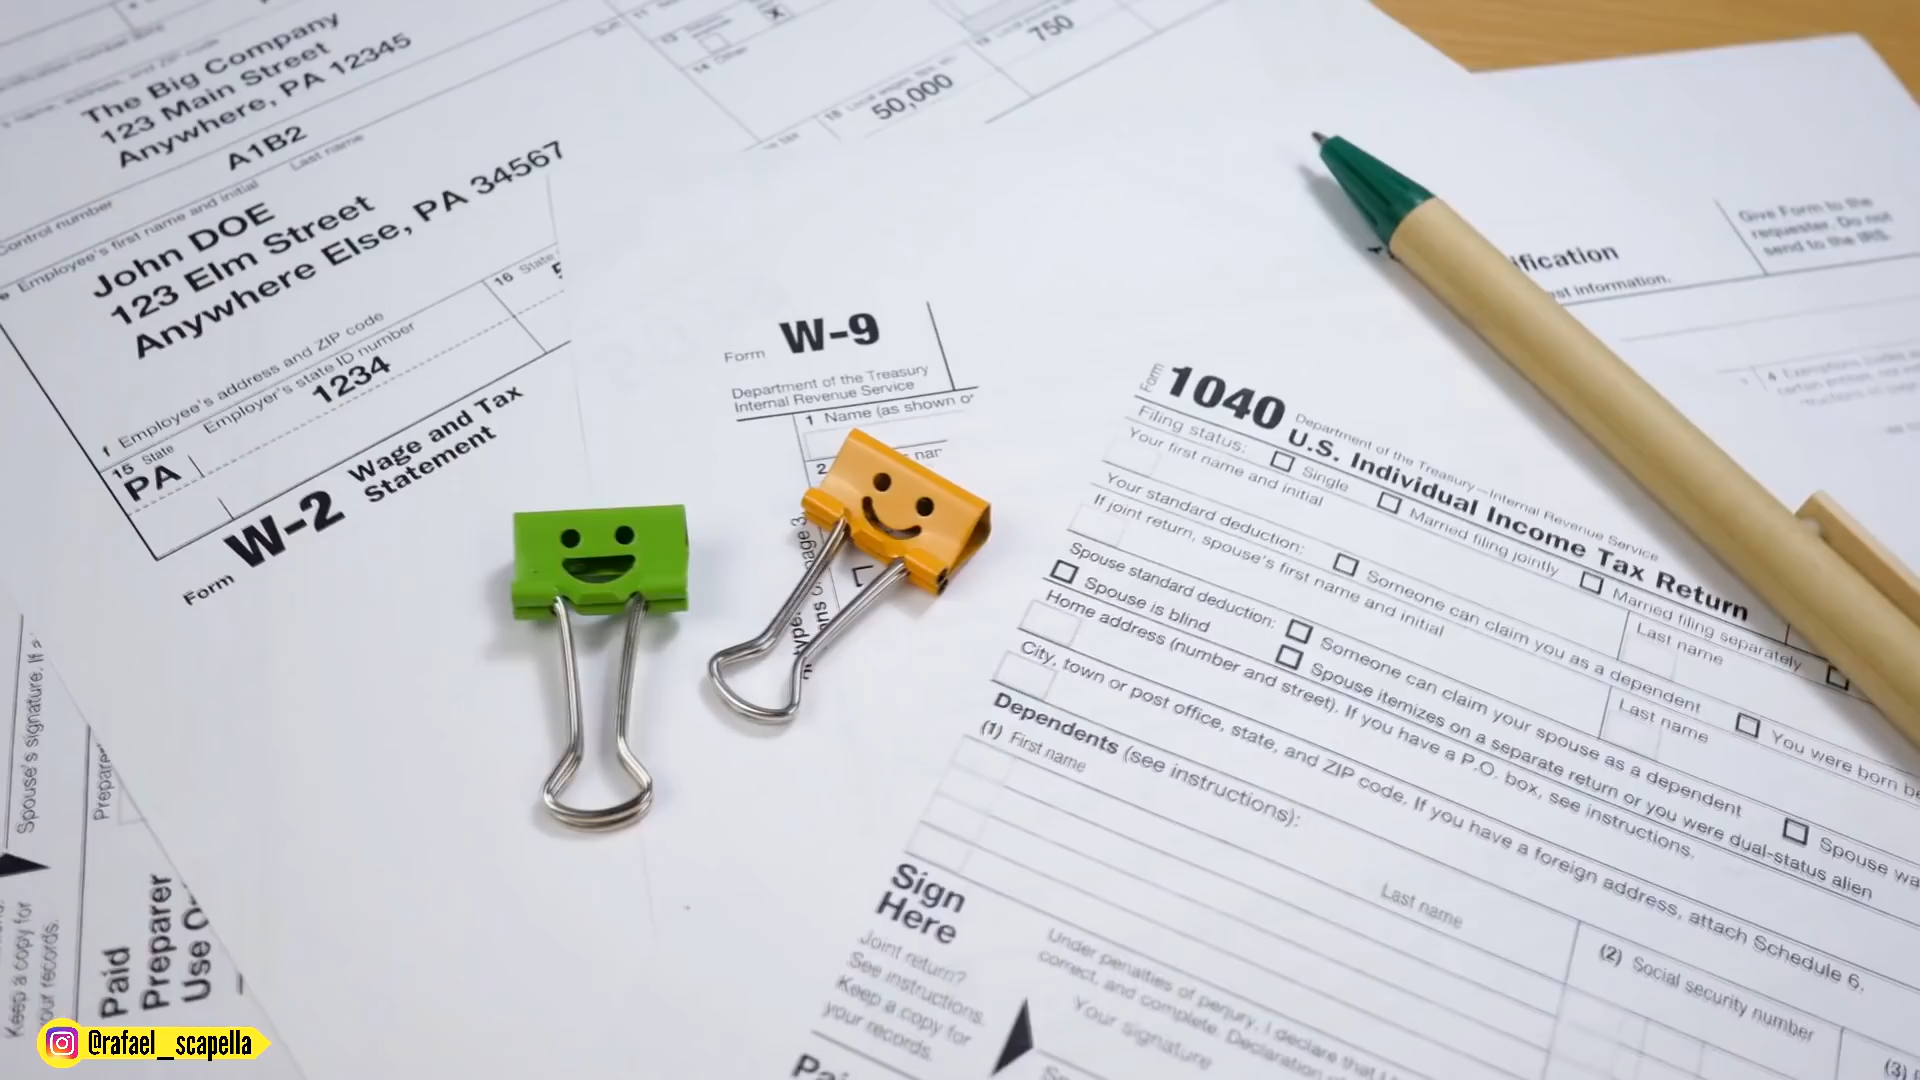 The Big Company
123 Main Street
Anywhere, PA 12345
A1B2
Control number
Employee's first name and initial
Last name
John DOE
123 Elm Street
Anywhere Else, PA 34567
f Employee's address and ZIP code
15 State
Employer's state ID number
16 State
PA
1234
Form W-2 Wage and Tax
Statement
12
X
14 Other
18
50,000
750
Form W-9
Department of the Treasury
Internal Revenue Service
1 Name (as shown o
2
Give Form to the
requester. Do not
send to the IRS.
ification
st information.
Form 1040 Department of the Treasury—Internal Revenue Service
U.S. Individual Income Tax Return
Filing status: Single Married filing jointly Married filing separately
Your first name and initial
Last name
Your standard deduction: Someone can claim you as a dependent You were born be
If joint return, spouse's first name and initial
Last name
Spouse standard deduction: Someone can claim your spouse as a dependent Spouse wa
Spouse is blind Spouse itemizes on a separate return or you were dual-status alien
Home address (number and street). If you have a P.O. box, see instructions.
City, town or post office, state, and ZIP code. If you have a foreign address, attach Schedule 6.
Dependents (see instructions):
(1) First name
Last name
(2) Social security number
(3)
Sign
Here
Joint return?
See instructions.
Keep a copy for
your records.
Under penalties of perjury, I declare that I
correct, and complete. Declaration of
Your signature
Spouse's signature. If
Keep a copy for
your records.
Paid
Preparer
Use O
@rafael_scapella